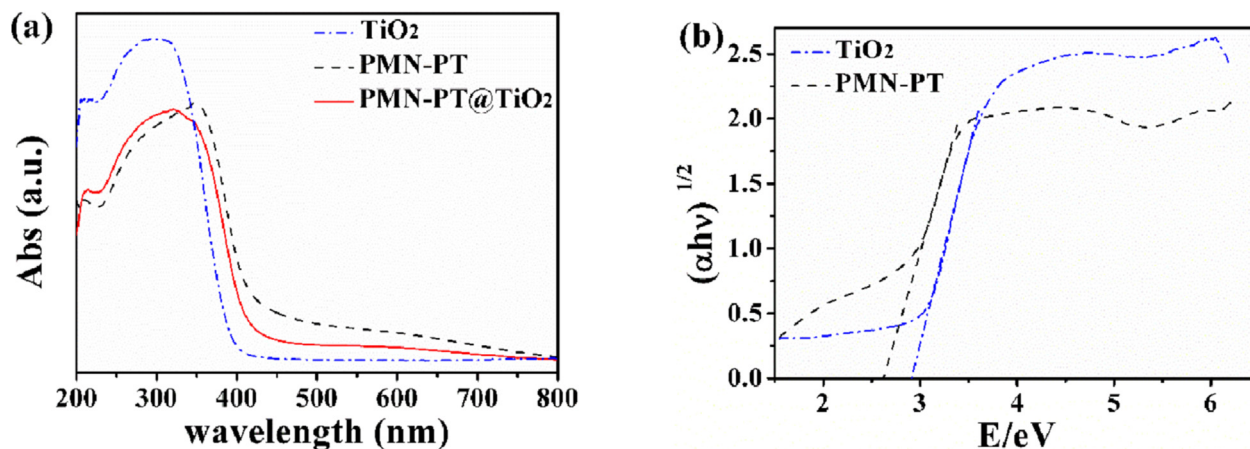 (a)
TiO₂
PMN-PT
PMN-PT@TiO₂
Abs (a.u.)
200 300 400 500 600 700 800
wavelength (nm)
(b)
TiO₂
PMN-PT
2.5
2.0
1.5
1.0
0.5
0.0
(αhν) 1/2
2 3 4 5 6
E/eV